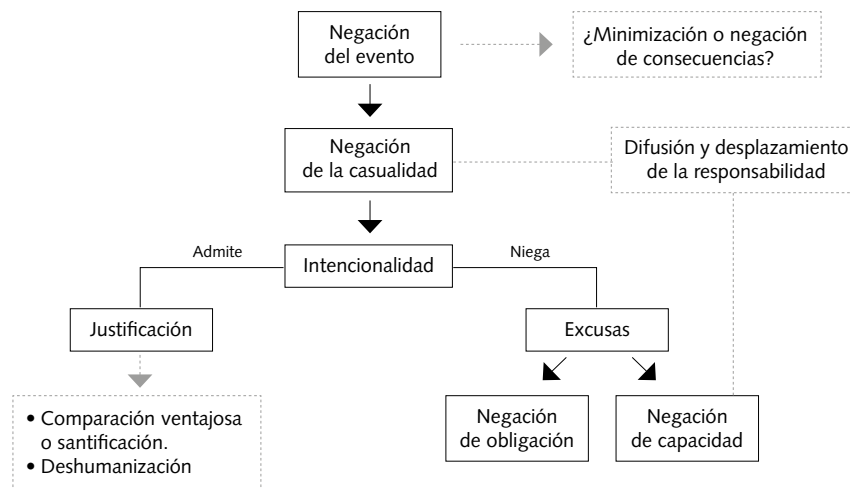 Negación
del evento
¿Minimización o negación
de consecuencias?
Negación
de la casualidad
Difusión y desplazamiento
de la responsabilidad
Admite
Intencionalidad
Niega
Justificación
Excusas
• Comparación ventajosa
o santificación.
• Deshumanización
Negación
de obligación
Negación
de capacidad